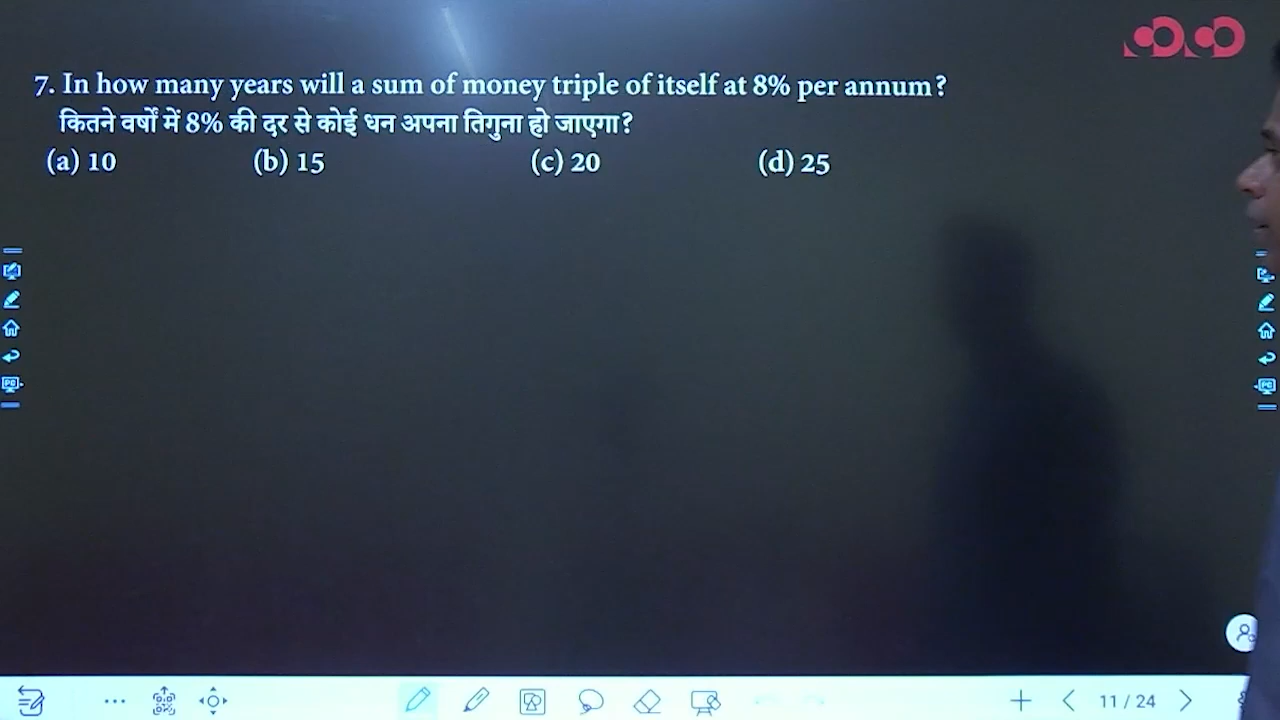 7. In how many years will a sum of money triple of itself at 8% per annum?
कितने वर्षों में 8% की दर से कोई धन अपना तिगुना हो जाएगा?
(a) 10 (b) 15 (c) 20 (d) 25
11 / 24